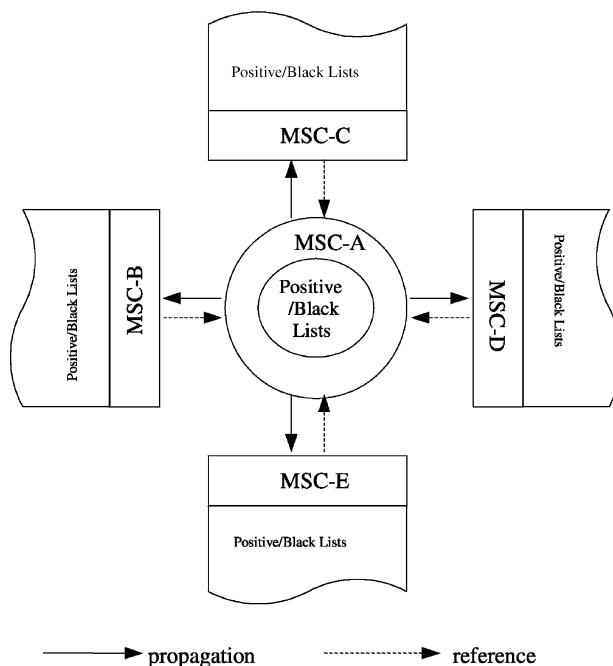 Positive/Black Lists
MSC-C
MSC-A
Positive
/Black
Lists
Positive/Black Lists
MSC-B
MSC-D
Positive/Black Lists
MSC-E
Positive/Black Lists
propagation
reference